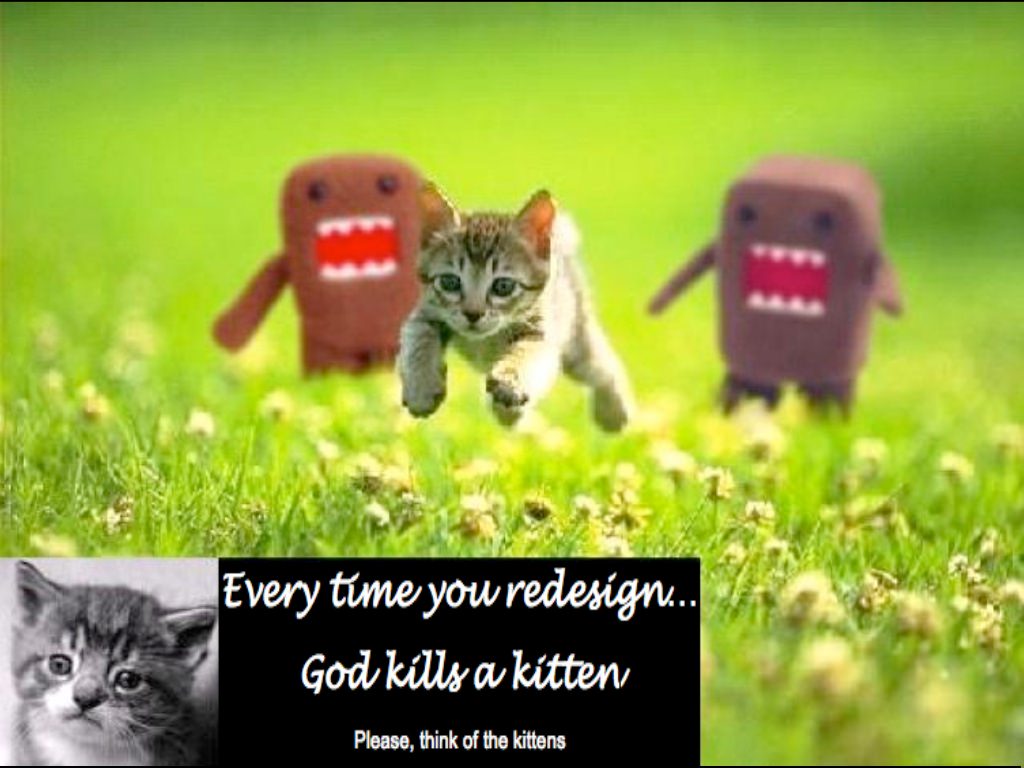 Every time you redesign...
God kills a kitten
Please, think of the kittens